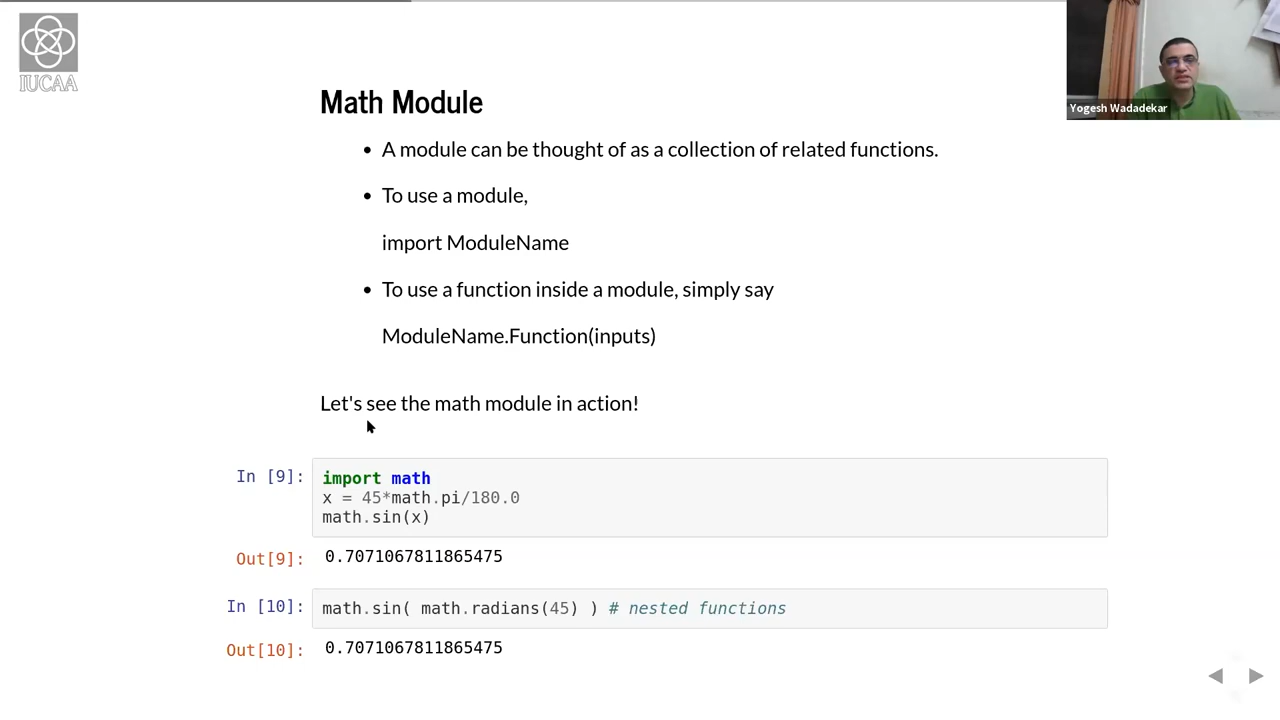 IUCAA
Yogesh Wadadekar
Math Module
• A module can be thought of as a collection of related functions.
• To use a module,
import ModuleName
• To use a function inside a module, simply say
ModuleName.Function(inputs)
Let's see the math module in action!
In [9]:
import math
x = 45*math.pi/180.0
math.sin(x)
Out[9]: 0.7071067811865475
In [10]: math.sin( math.radians(45) ) # nested functions
Out[10]: 0.7071067811865475